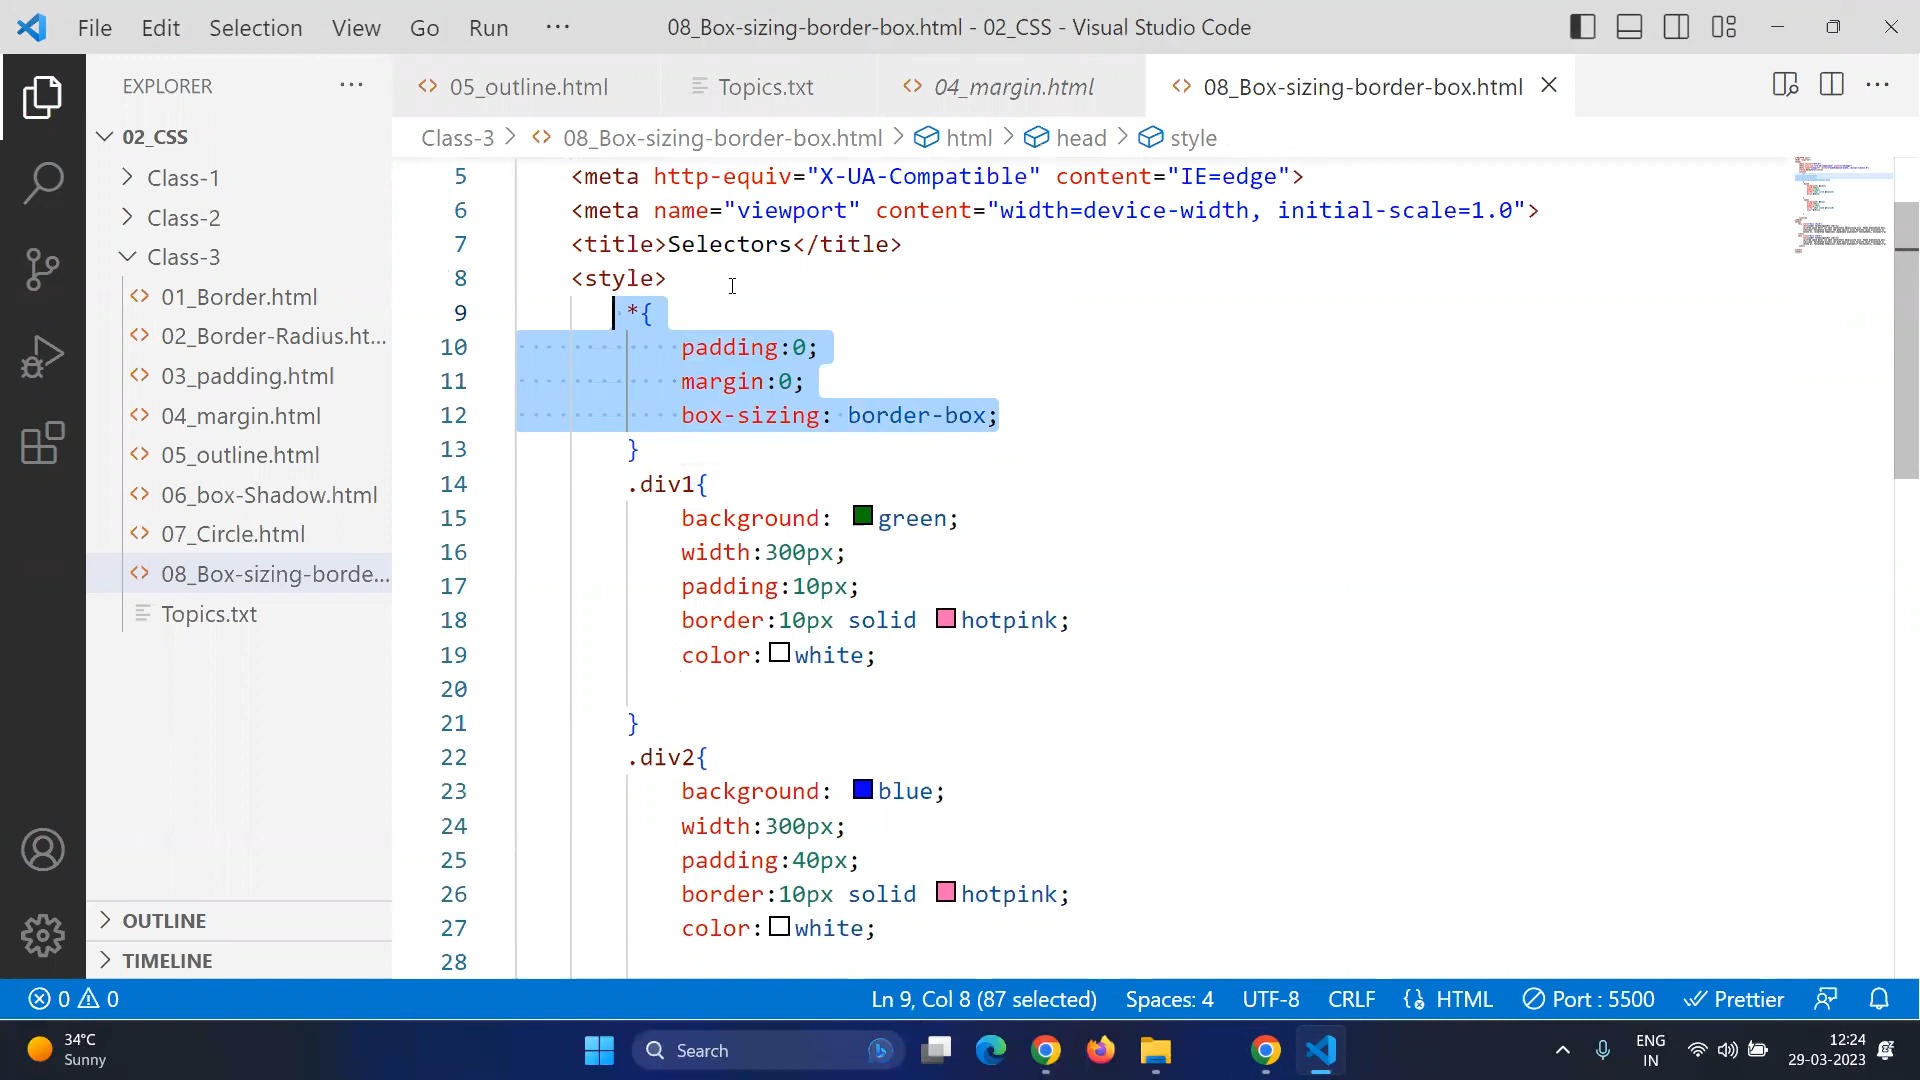 File Edit Selection View Go Run ··· 08_Box-sizing-border-box.html - 02_CSS - Visual Studio Code
EXPLORER ···
05_outline.html Topics.txt 04_margin.html 08_Box-sizing-border-box.html
Class-3 > 08_Box-sizing-border-box.html > html > head > style
02_CSS
Class-1
Class-2
Class-3
01_Border.html
02_Border-Radius.ht...
03_padding.html
04_margin.html
05_outline.html
06_box-Shadow.html
07_Circle.html
08_Box-sizing-borde...
Topics.txt
OUTLINE
TIMELINE
5 <meta http-equiv="X-UA-Compatible" content="IE=edge">
6 <meta name="viewport" content="width=device-width, initial-scale=1.0">
7 <title>Selectors</title>
8 <style>
9 *{
10 padding:0;
11 margin:0;
12 box-sizing: border-box;
13 }
14 .div1{
15 background: green;
16 width:300px;
17 padding:10px;
18 border:10px solid hotpink;
19 color:white;
20
21 }
22 .div2{
23 background: blue;
24 width:300px;
25 padding:40px;
26 border:10px solid hotpink;
27 color:white;
28
0 0 Ln 9, Col 8 (87 selected) Spaces: 4 UTF-8 CRLF HTML Port : 5500 Prettier
34°C
Sunny
Search
ENG
IN
12:24
29-03-2023